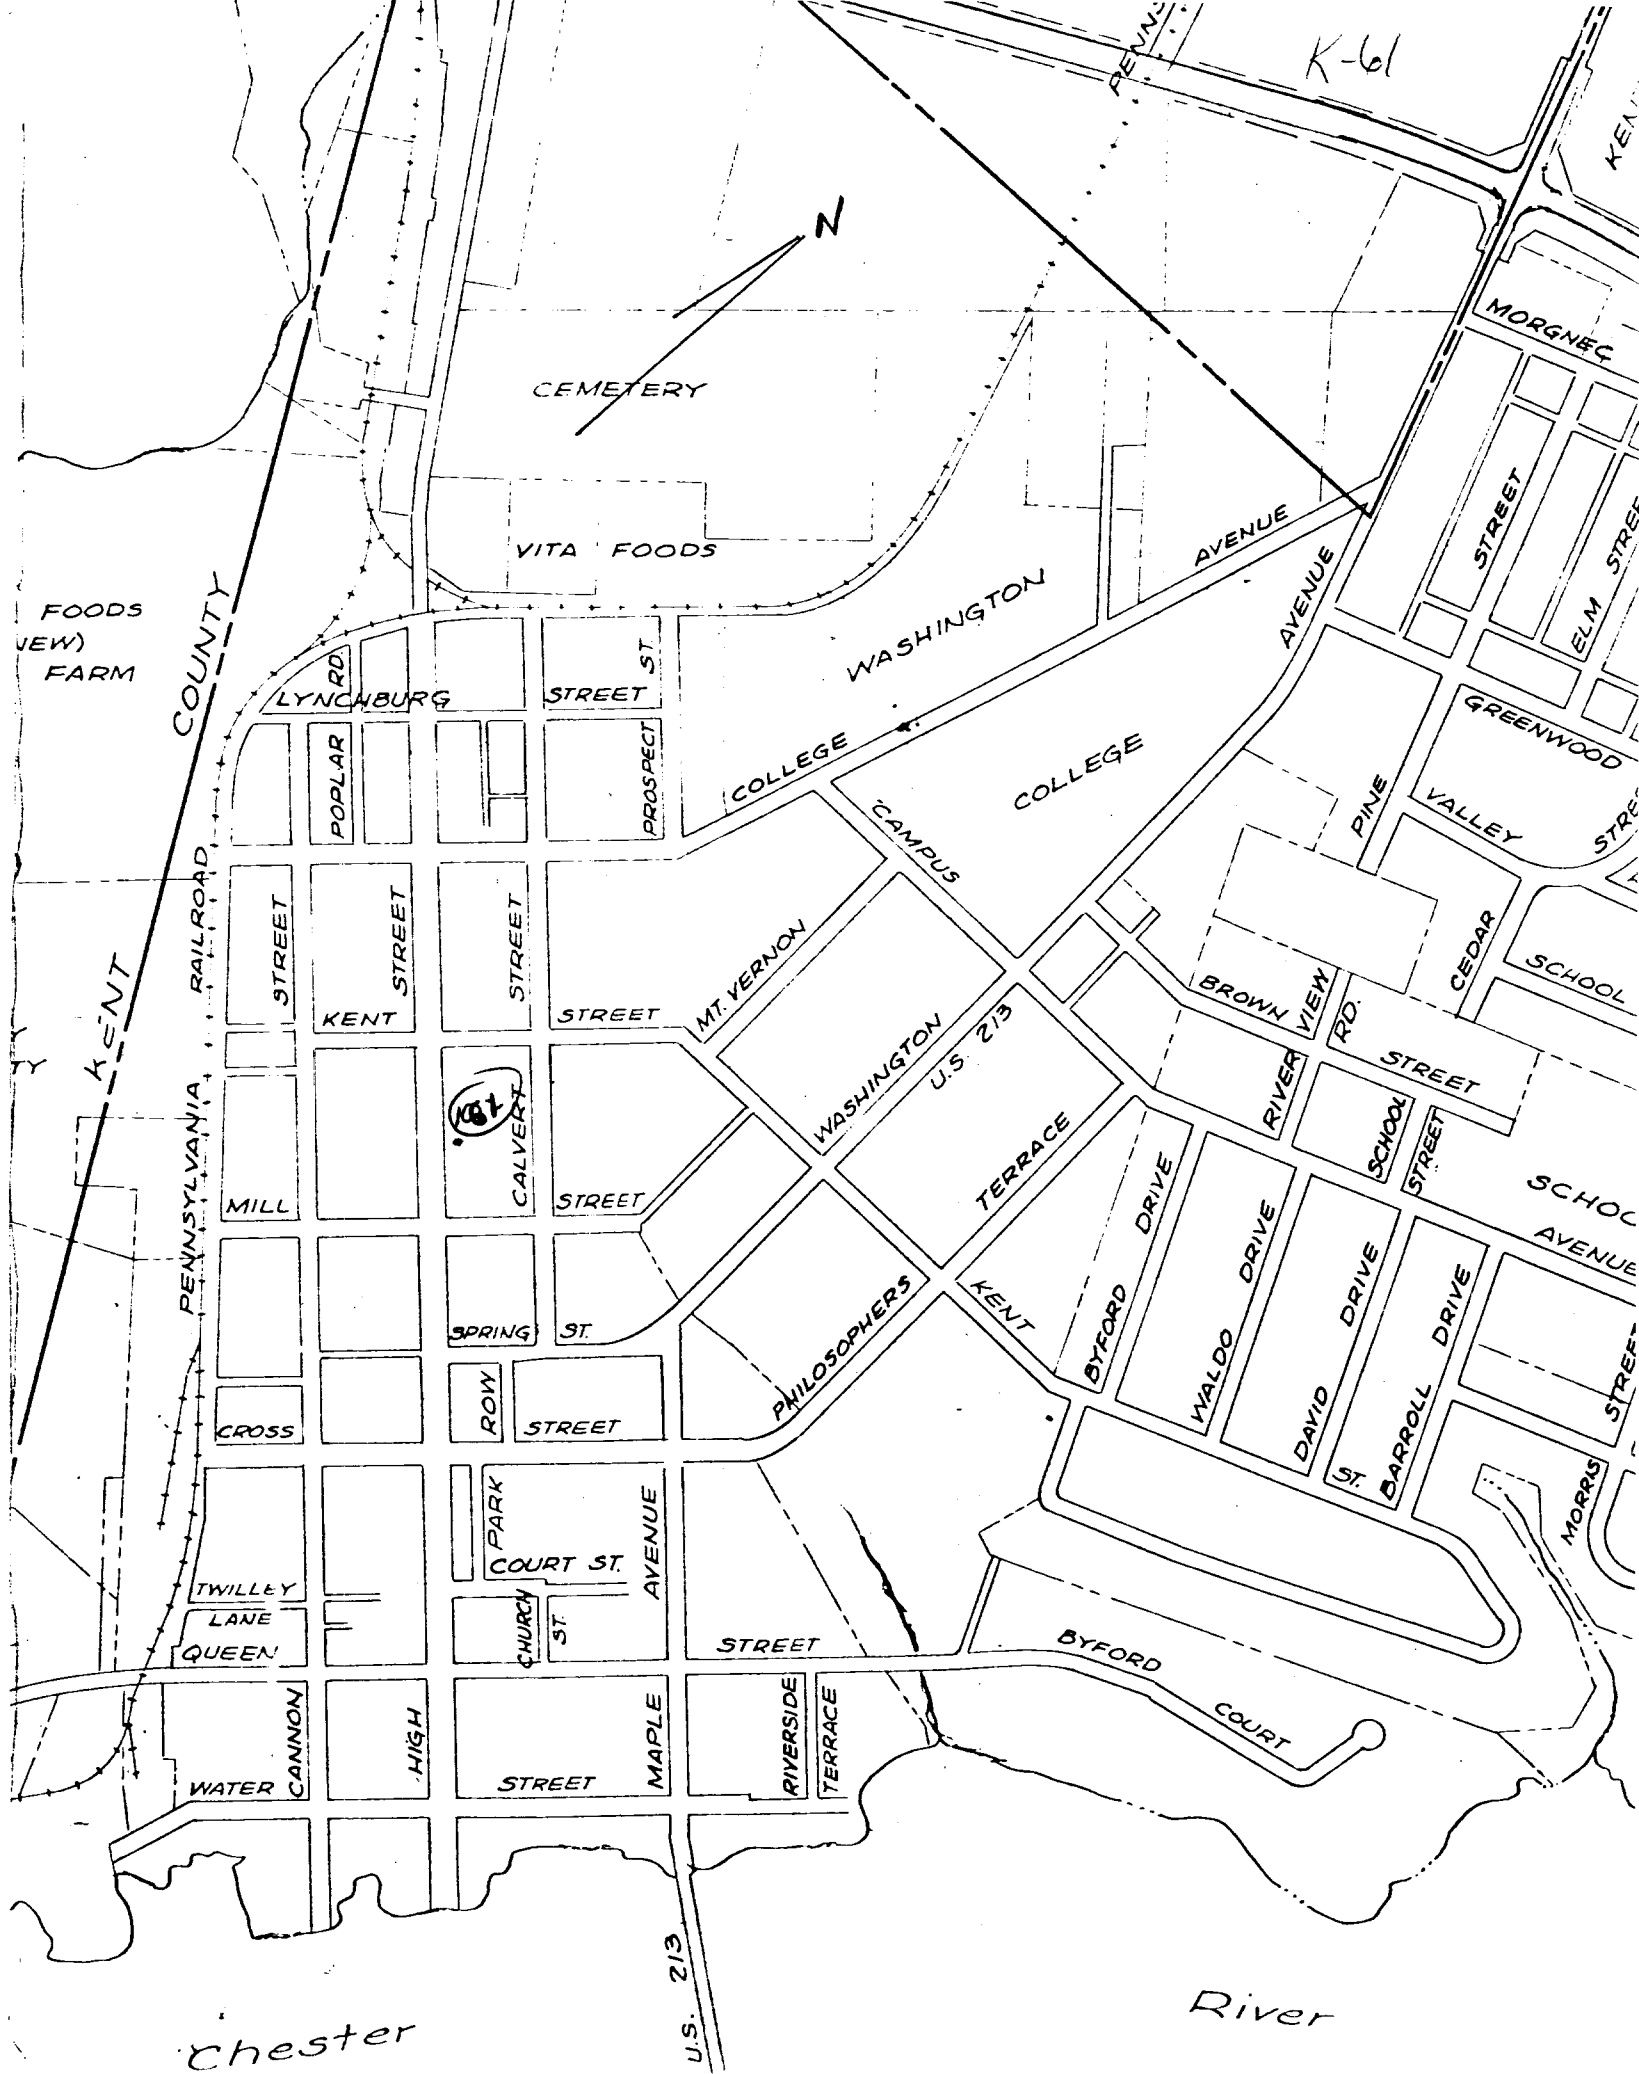 K-61
N
CEMETERY
MORGNEC
VITA FOODS
FOODS
FARM
COUNTY
KENT
WASHINGTON
COLLEGE
AVENUE
AVENUE
STREET
ELM
GREENWOOD
LYNCHBURG
STREET
POPLAR
RD.
PROSPECT
ST.
COLLEGE
CAMPUS
PINE
VALLEY
CEDAR
SCHOOL
PENNSYLVANIA
RAILROAD
STREET
STREET
STREET
KENT
STREET
MT. VERNON
WASHINGTON
U.S. 213
BROWN
STREET
RIVER
VIEW
RD.
SCHOOL
STREET
AVENUE
CALVERT
MILL
STREET
TERRACE
PHILOSOPHERS
KENT
ST.
BYFORD
DRIVE
WALDO
DRIVE
DAVID
DRIVE
BARROLL
DRIVE
STREET
MORRIS
SPRING
ST.
ROW
CROSS
STREET
PARK
COURT ST.
AVENUE
TWILLEY
LANE
CHURCH
ST.
QUEEN
STREET
BYFORD
COURT
CANNON
HIGH
MAPLE
RIVERSIDE
TERRACE
WATER
STREET
U.S. 213
Chester
River